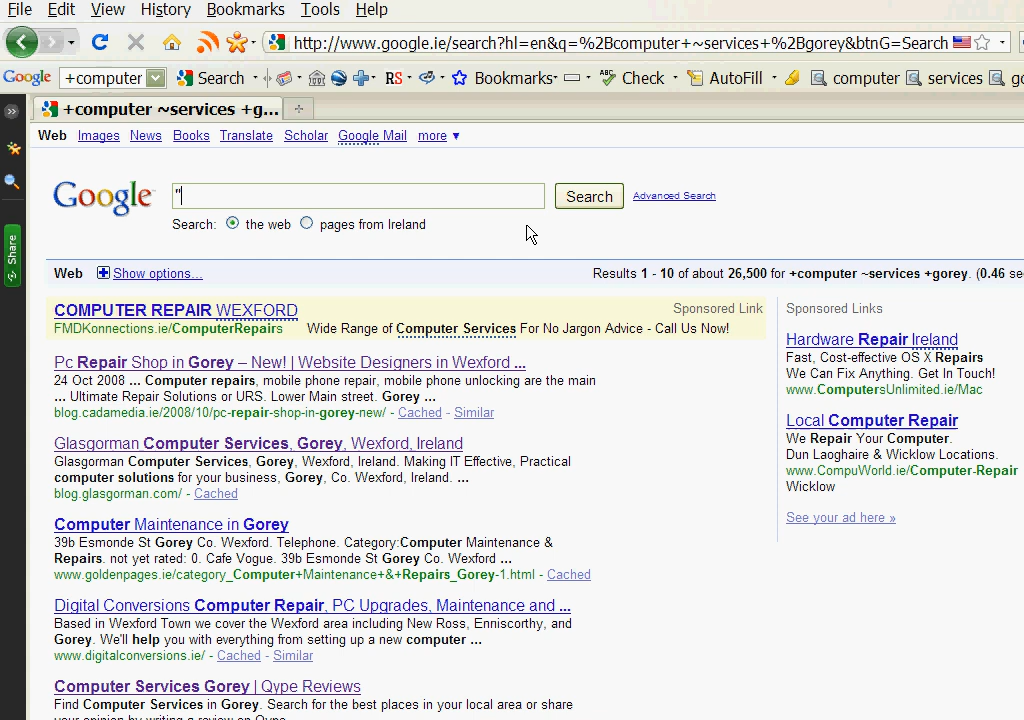 File Edit View History Bookmarks Tools Help
http://www.google.ie/search?hl=en&q=%2Bcomputer+~services+%2Bgorey&btnG=Search
Google +computer Search RS Bookmarks Check AutoFill computer services go
+computer ~services +g...
Web Images News Books Translate Scholar Google Mail more ▼
Google " Search Advanced Search
Search: the web pages from Ireland
Web Show options... Results 1 - 10 of about 26,500 for +computer ~services +gorey. (0.46 se
COMPUTER REPAIR WEXFORD Sponsored Link
FMDKonnections.ie/ComputerRepairs Wide Range of Computer Services For No Jargon Advice - Call Us Now!
Pc Repair Shop in Gorey – New! | Website Designers in Wexford ...
24 Oct 2008 ... Computer repairs, mobile phone repair, mobile phone unlocking are the main
... Ultimate Repair Solutions or URS. Lower Main street. Gorey ...
blog.cadamedia.ie/2008/10/pc-repair-shop-in-gorey-new/ - Cached - Similar
Glasgorman Computer Services, Gorey, Wexford, Ireland
Glasgorman Computer Services, Gorey, Wexford, Ireland. Making IT Effective, Practical
computer solutions for your business, Gorey, Co. Wexford, Ireland. ...
blog.glasgorman.com/ - Cached
Computer Maintenance in Gorey
39b Esmonde St Gorey Co. Wexford. Telephone. Category:Computer Maintenance &
Repairs. not yet rated: 0. Cafe Vogue. 39b Esmonde St Gorey Co. Wexford ...
www.goldenpages.ie/category_Computer+Maintenance+&+Repairs_Gorey-1.html - Cached
Digital Conversions Computer Repair, PC Upgrades, Maintenance and ...
Based in Wexford Town we cover the Wexford area including New Ross, Enniscorthy, and
Gorey. We'll help you with everything from setting up a new computer ...
www.digitalconversions.ie/ - Cached - Similar
Computer Services Gorey | Qype Reviews
Find Computer Services in Gorey. Search for the best places in your local area or share
your opinion by writing a review on Qype.
Sponsored Links
Hardware Repair Ireland
Fast, Cost-effective OS X Repairs
We Can Fix Anything. Get In Touch!
www.ComputersUnlimited.ie/Mac
Local Computer Repair
We Repair Your Computer.
Dun Laoghaire & Wicklow Locations.
www.CompuWorld.ie/Computer-Repair
Wicklow
See your ad here »
Share